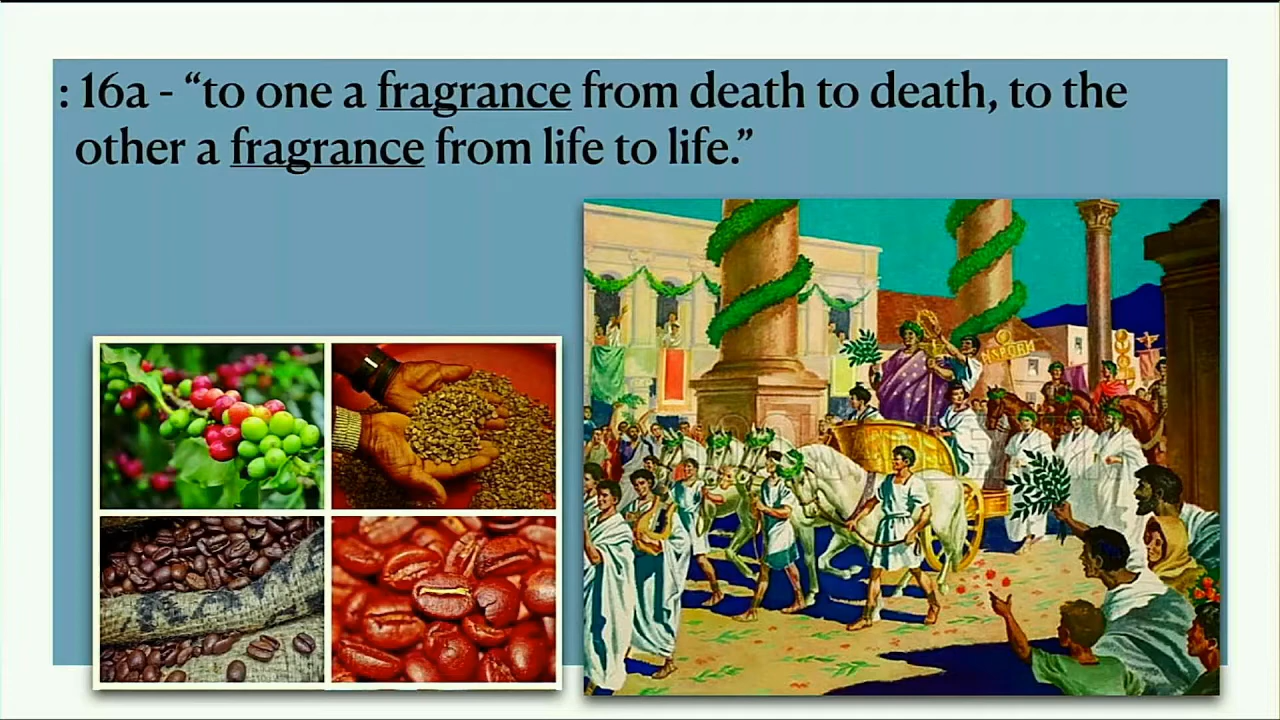 : 16a - “to one a fragrance from death to death, to the
other a fragrance from life to life.”